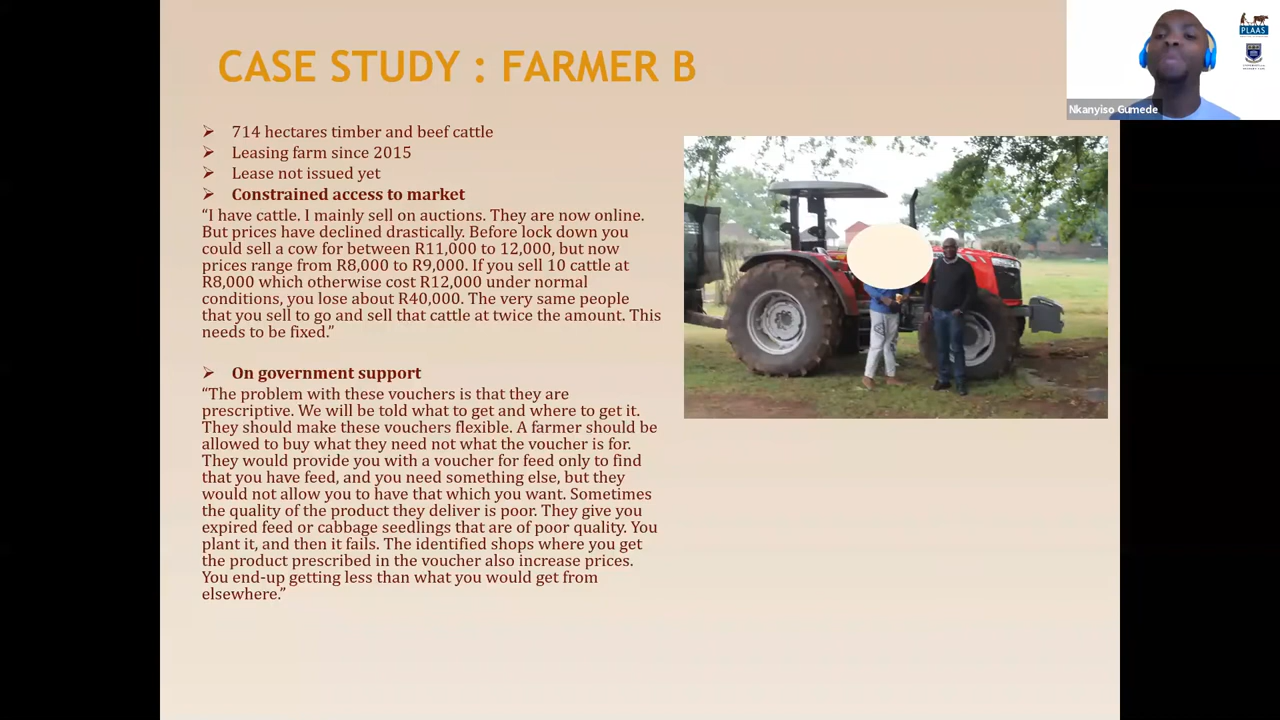 CASE STUDY : FARMER B
PLAAS
Nkanyiso Gumede
714 hectares timber and beef cattle
Leasing farm since 2015
Lease not issued yet
Constrained access to market
“I have cattle. I mainly sell on auctions. They are now online.
But prices have declined drastically. Before lock down you
could sell a cow for between R11,000 to 12,000, but now
prices range from R8,000 to R9,000. If you sell 10 cattle at
R8,000 which otherwise cost R12,000 under normal
conditions, you lose about R40,000. The very same people
that you sell to go and sell that cattle at twice the amount. This
needs to be fixed.”
On government support
“The problem with these vouchers is that they are
prescriptive. We will be told what to get and where to get it.
They should make these vouchers flexible. A farmer should be
allowed to buy what they need not what the voucher is for.
They would provide you with a voucher for feed only to find
that you have feed, and you need something else, but they
would not allow you to have that which you want. Sometimes
the quality of the product they deliver is poor. They give you
expired feed or cabbage seedlings that are of poor quality. You
plant it, and then it fails. The identified shops where you get
the product prescribed in the voucher also increase prices.
You end-up getting less than what you would get from
elsewhere.”